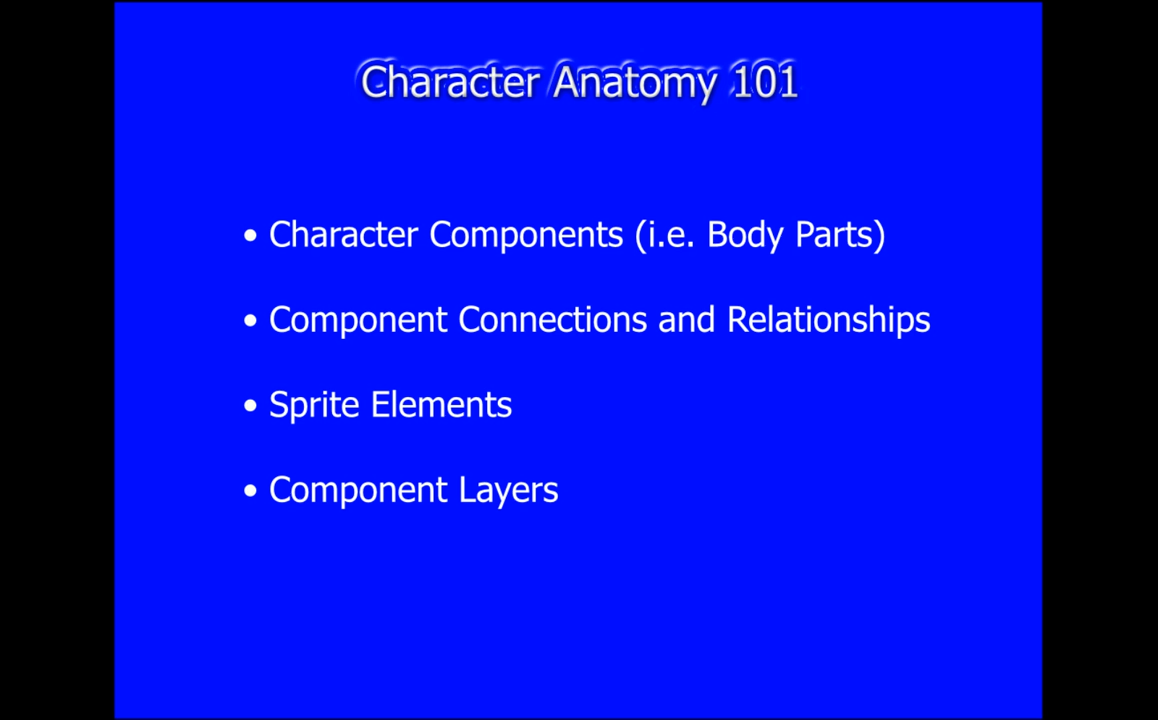 Character Anatomy 101
• Character Components (i.e. Body Parts)
• Component Connections and Relationships
• Sprite Elements
• Component Layers